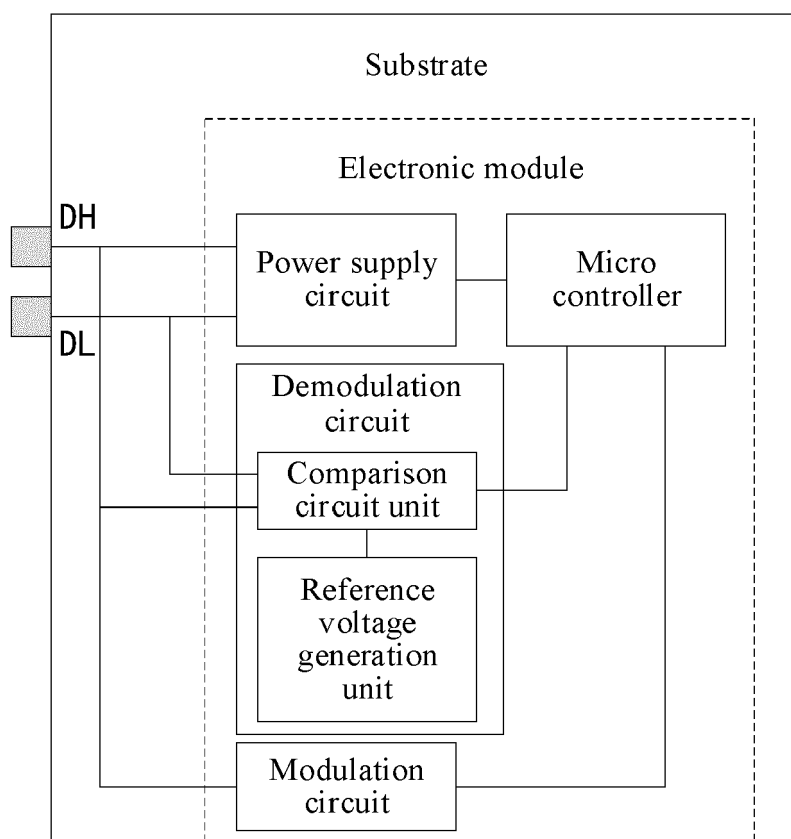 Substrate
Electronic module
DH
Power supply
circuit
Micro
controller
DL
Demodulation
circuit
Comparison
circuit unit
Reference
voltage
generation
unit
Modulation
circuit